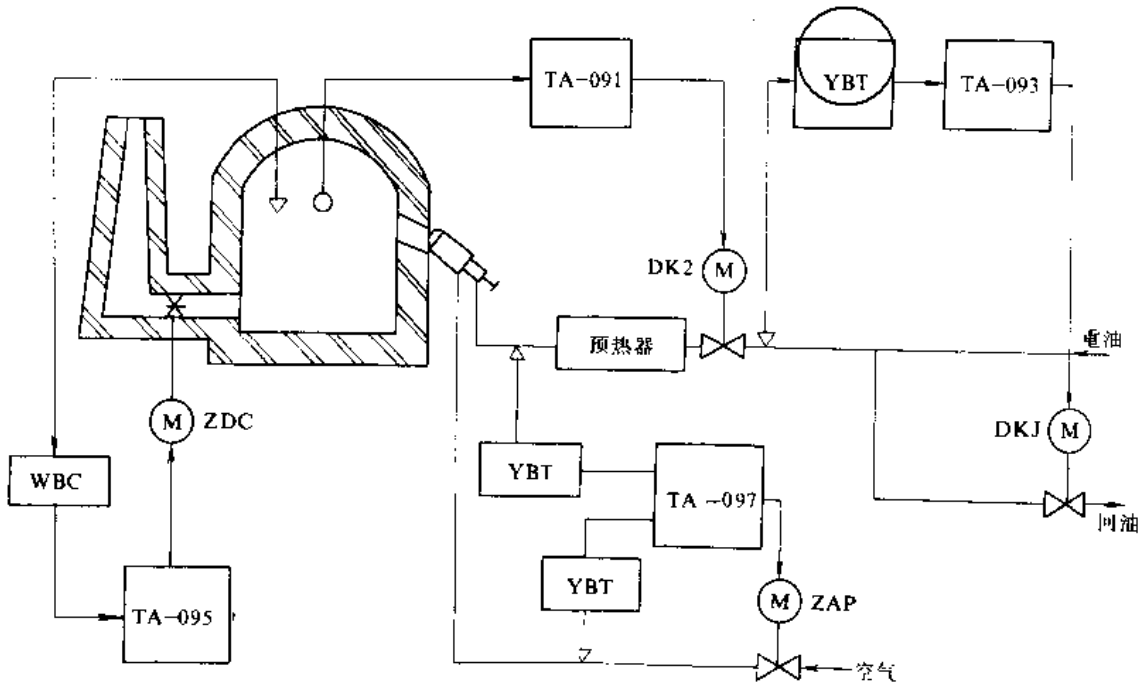 TA-091
YBT
TA-093
DK2
M
预热器
重油
M
ZDC
DKJ
M
WBC
YBT
TA-097
回油
YBT
TA-095
M
ZAP
空气